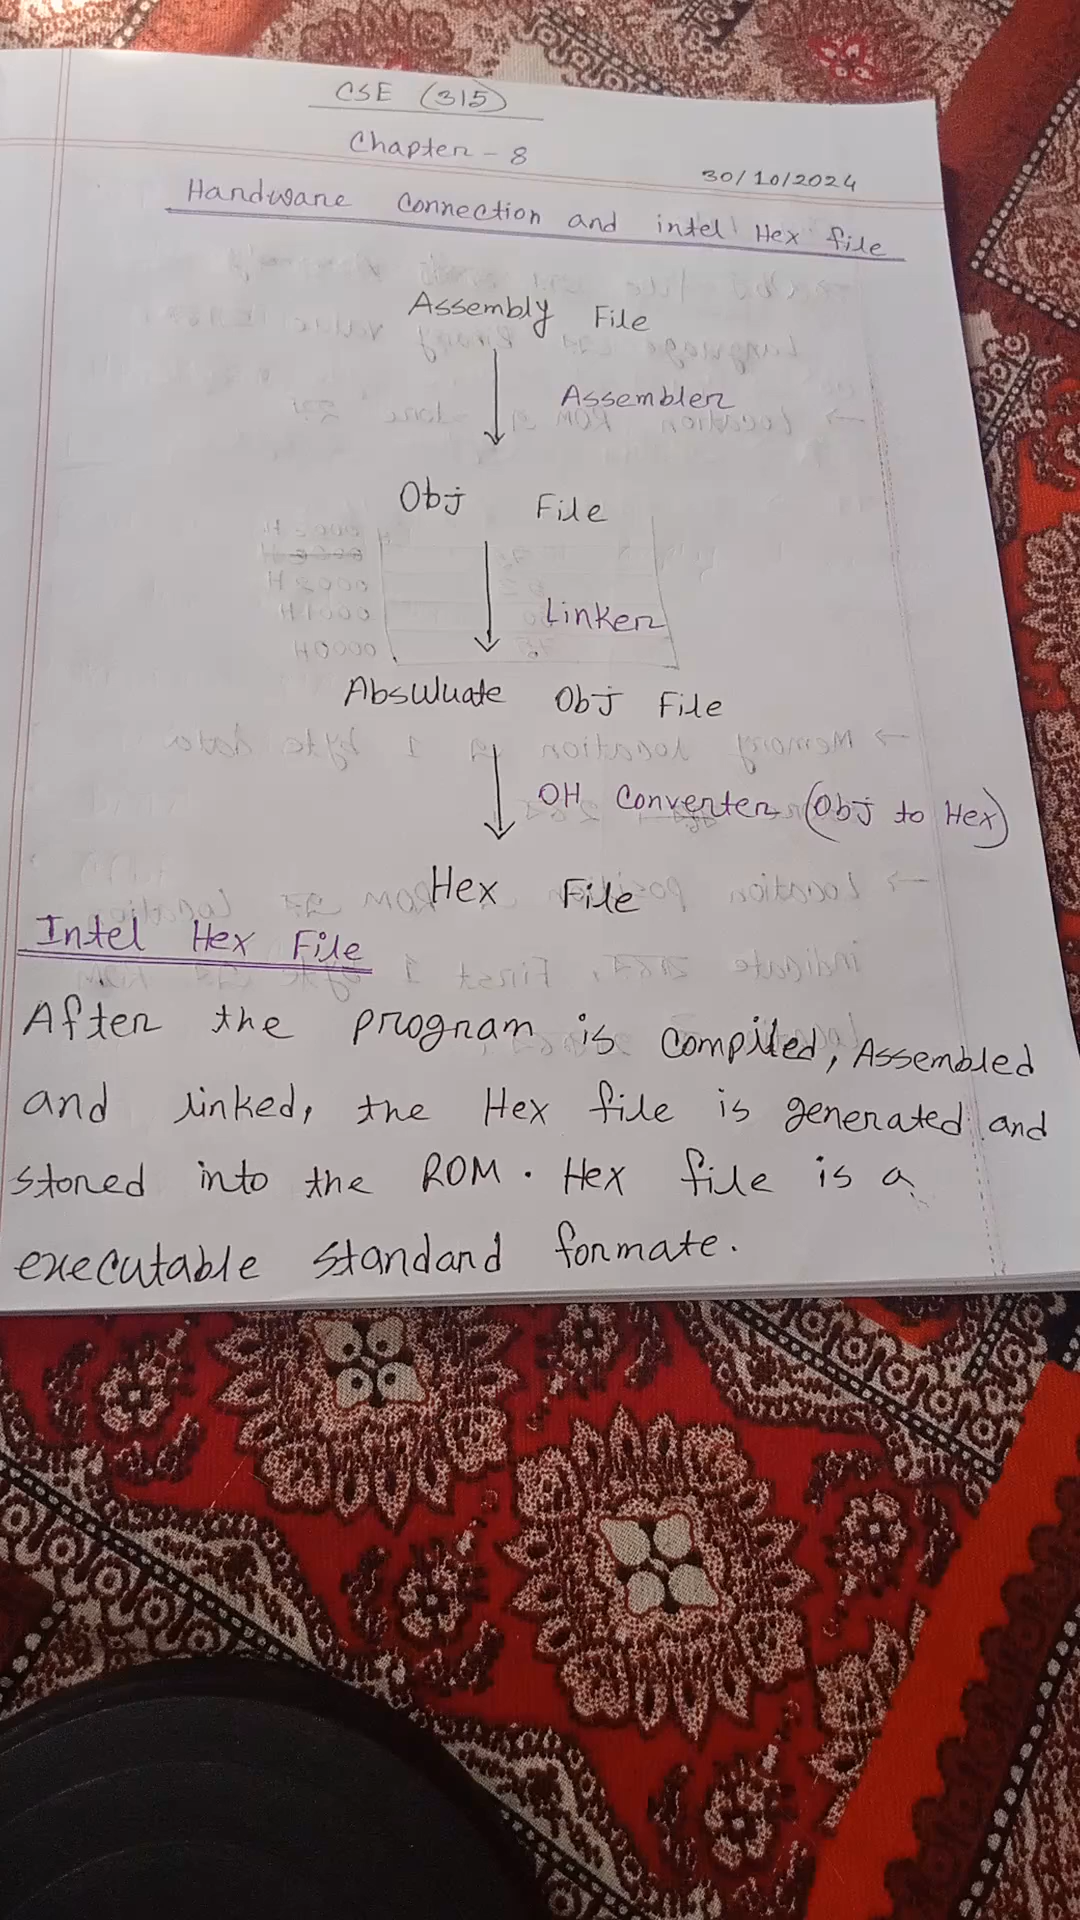 CSE (315)
Chapter - 8
30/10/2024
Hardware Connection and intel Hex file
Assembly File
Assembler
Obj File
Linker
Absuluate Obj File
OH Converter (Obj to Hex)
Hex File
Intel Hex File
After the program is compiled, Assembled
and linked, the Hex file is generated and
stored into the ROM. Hex file is a
executable standard formate.